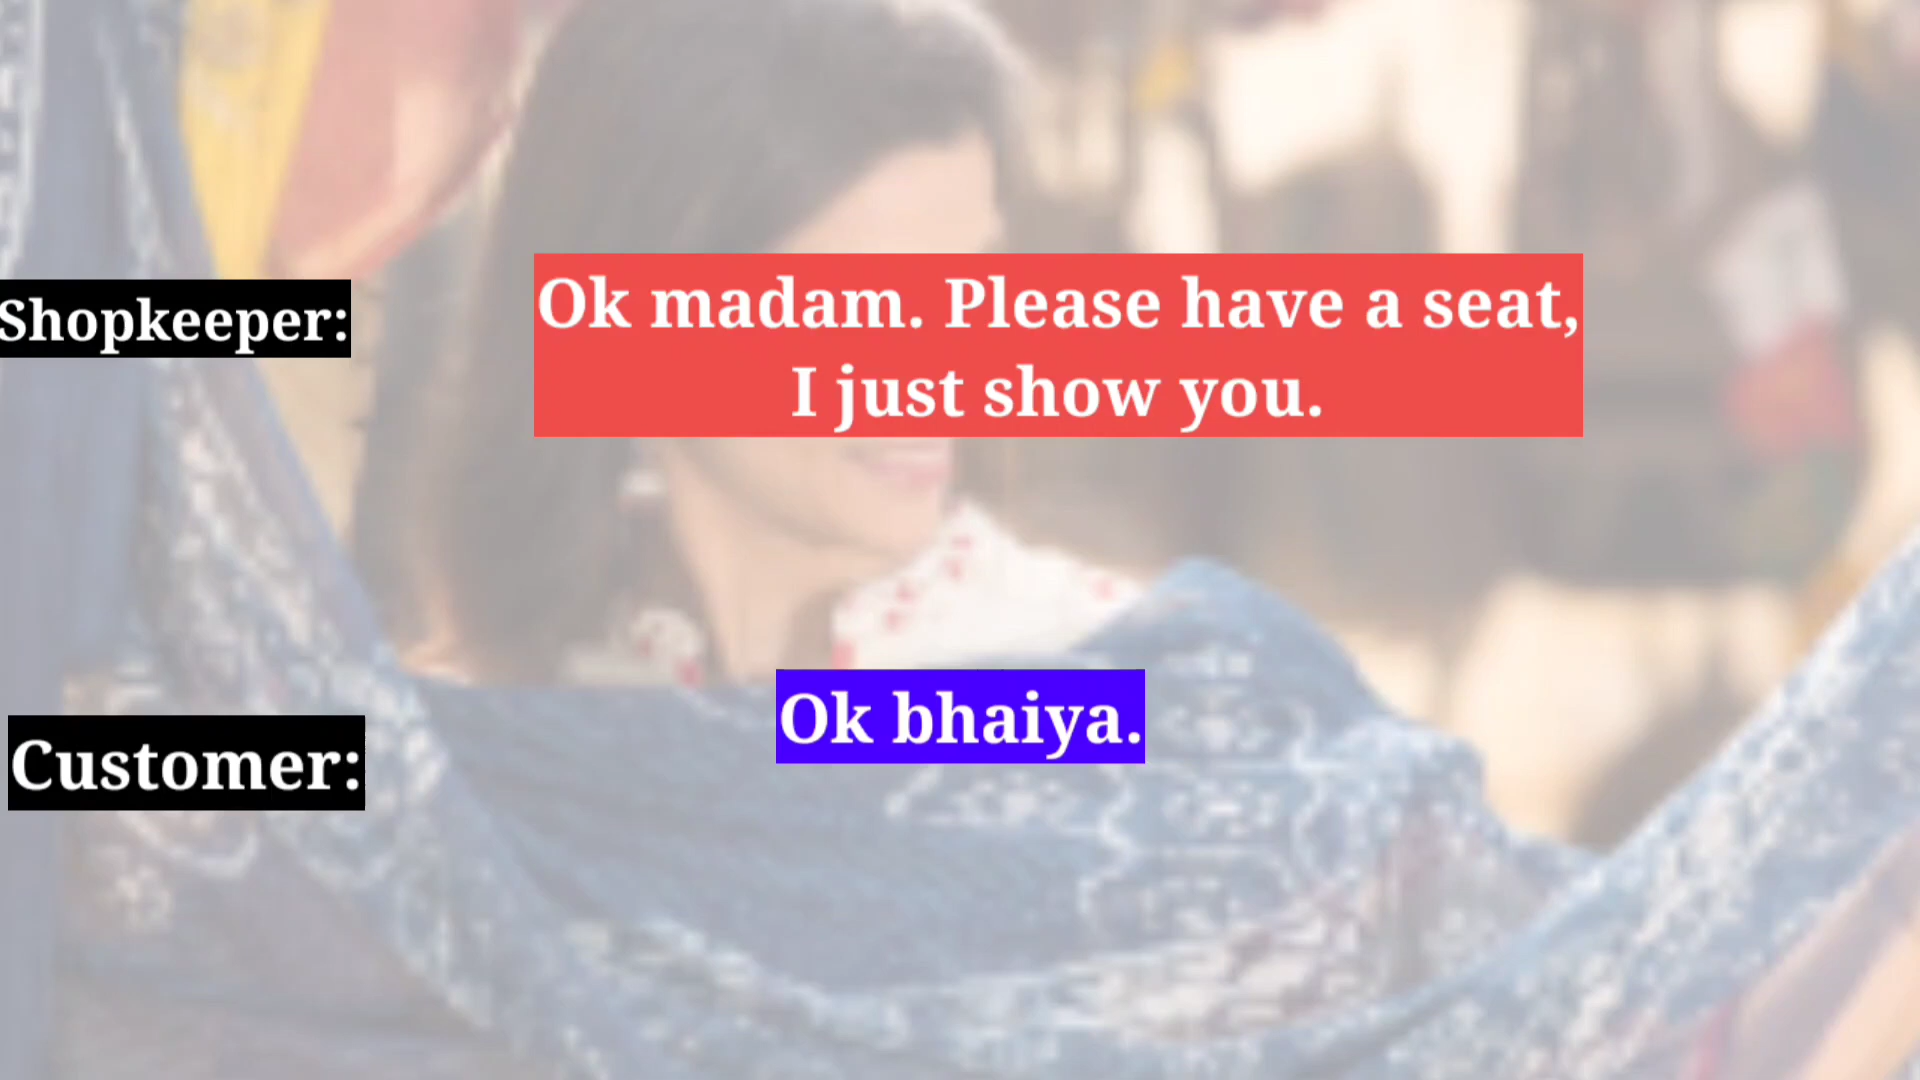 Shopkeeper:
Ok madam. Please have a seat,
I just show you.
Customer:
Ok bhaiya.